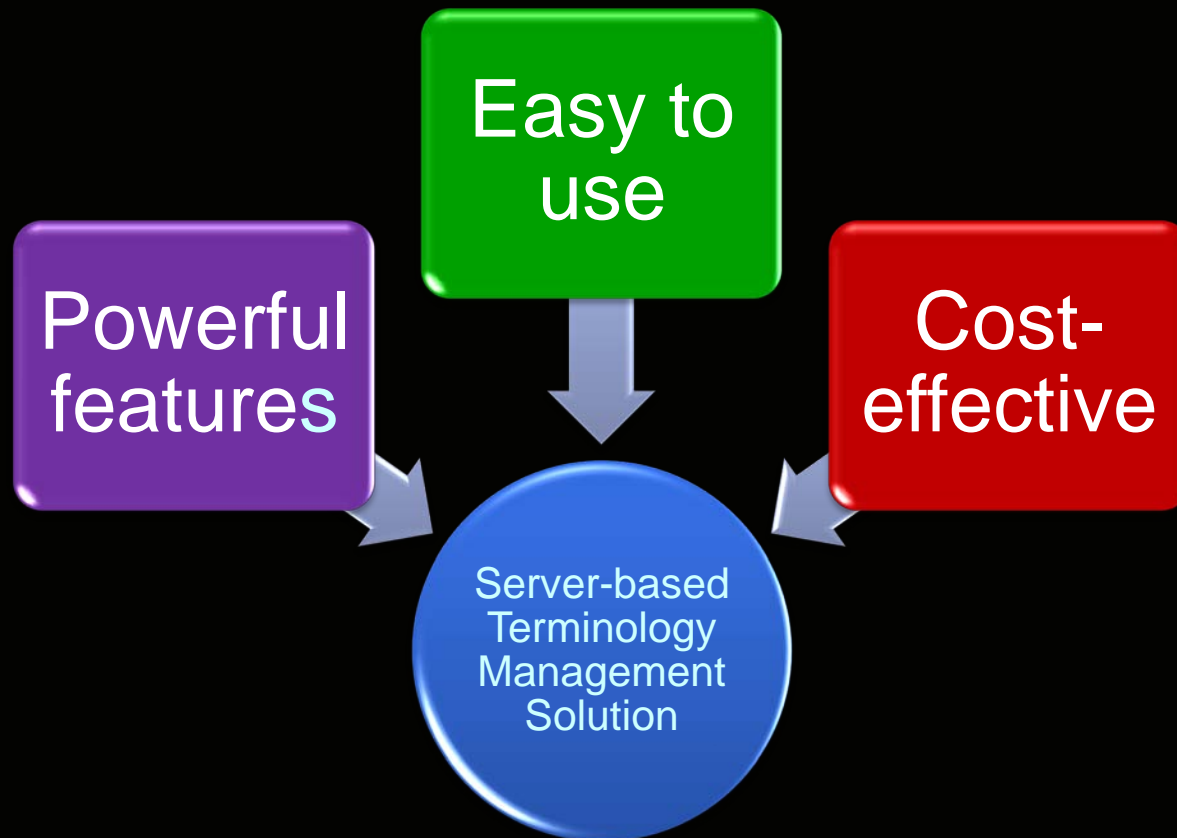 Easy to
use
Powerful
features
Cost-
effective
Server-based
Terminology
Management
Solution